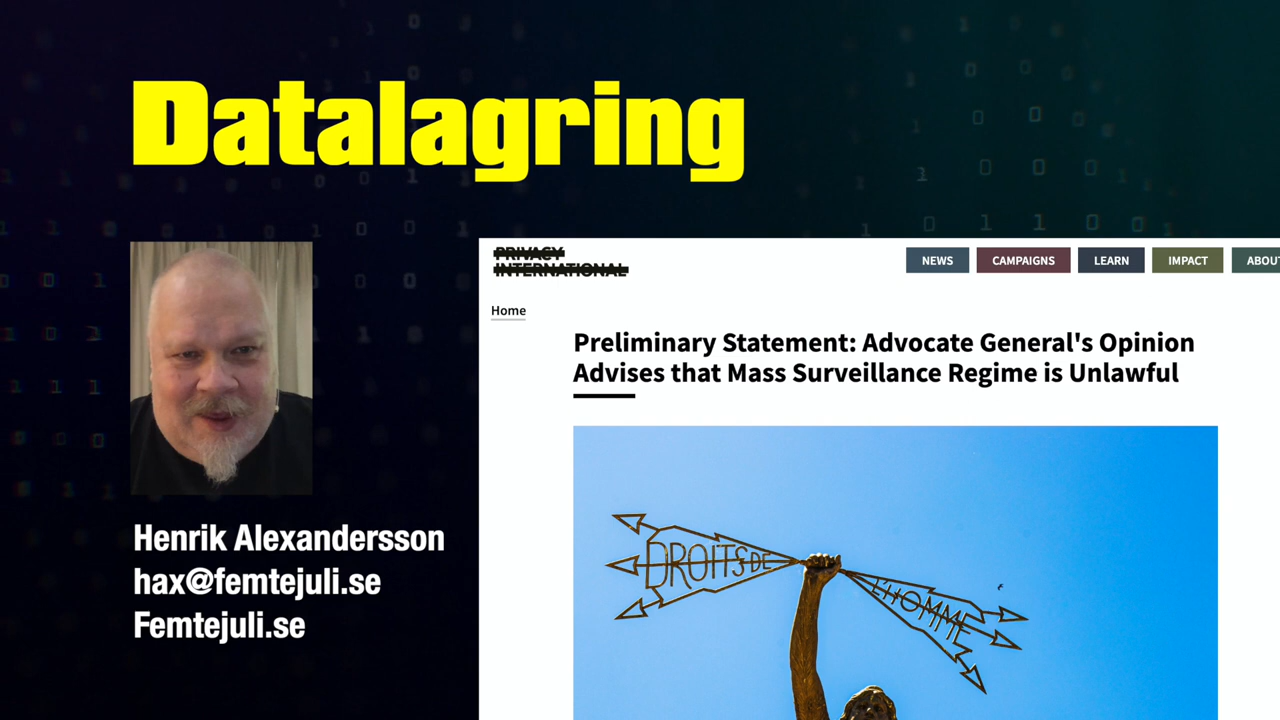 Datalagring
Henrik Alexandersson
hax@femtejuli.se
Femtejuli.se
PRIVACY
INTERNATIONAL
NEWS
CAMPAIGNS
LEARN
IMPACT
ABOUT
Home
Preliminary Statement: Advocate General's Opinion
Advises that Mass Surveillance Regime is Unlawful
DROITS DE
L'HOMME